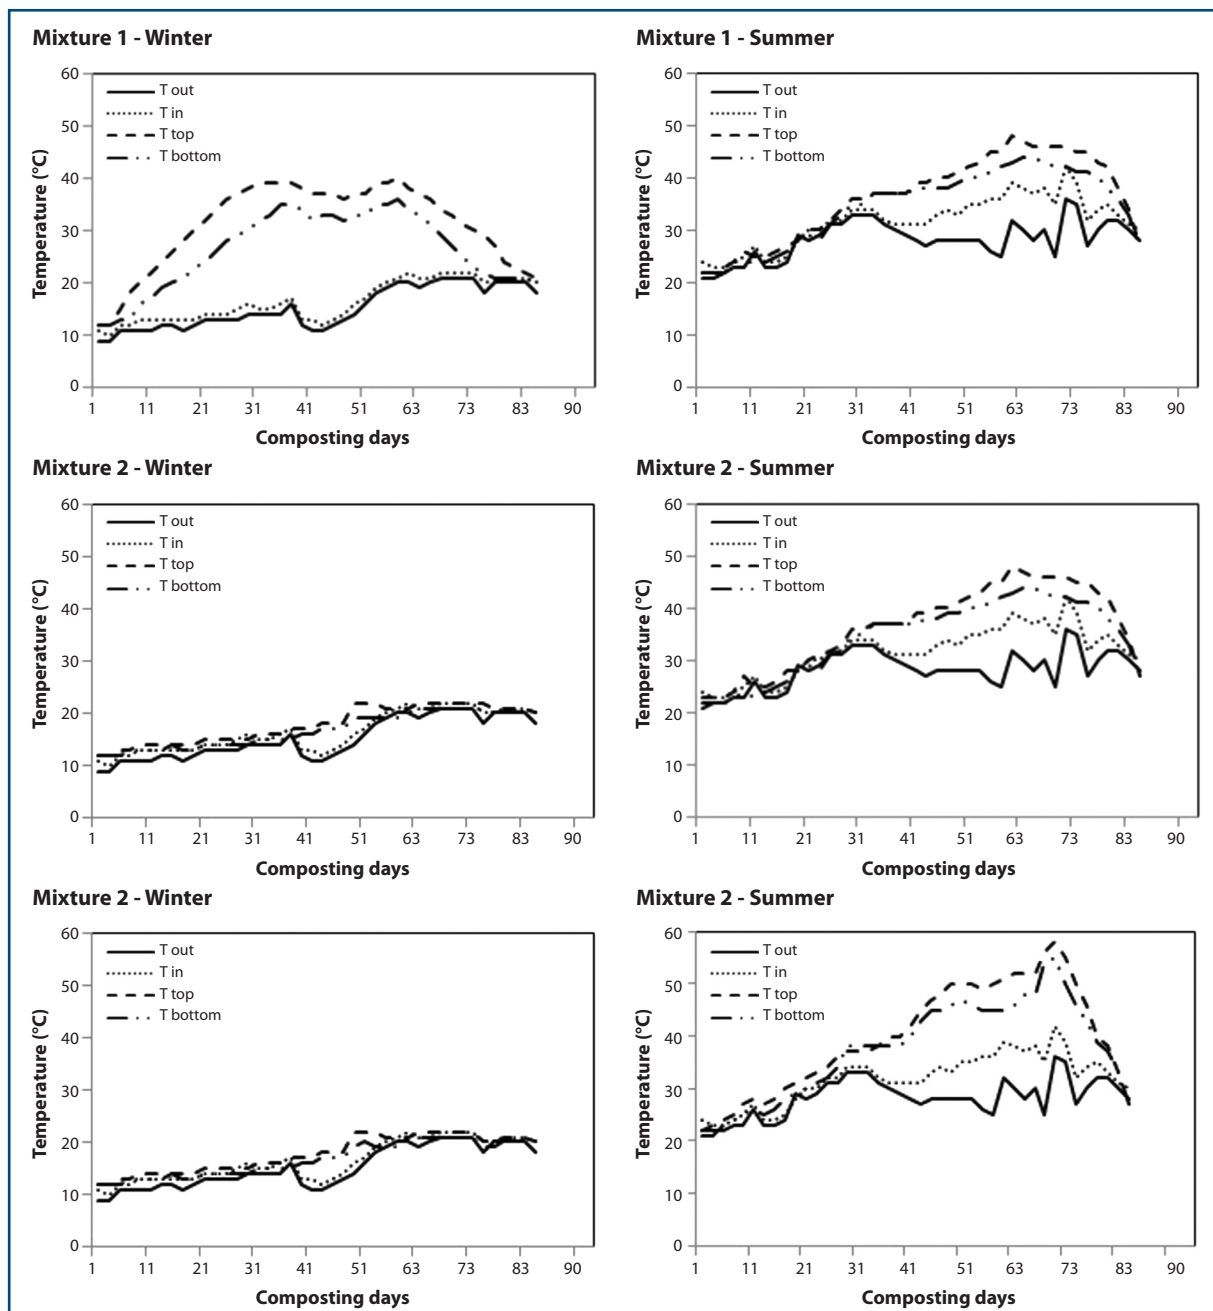 Mixture 1 - Winter
Temperature (°C)
60
50
40
30
20
10
0
T out
T in
T top
T bottom
1 11 21 31 41 51 63 73 83 90
Composting days
Mixture 1 - Summer
Temperature (°C)
60
50
40
30
20
10
0
T out
T in
T top
T bottom
1 11 21 31 41 51 63 73 83 90
Composting days
Mixture 2 - Winter
Temperature (°C)
60
50
40
30
20
10
0
T out
T in
T top
T bottom
1 11 21 31 41 51 63 73 83 90
Composting days
Mixture 2 - Summer
Temperature (°C)
60
50
40
30
20
10
0
T out
T in
T top
T bottom
1 11 21 31 41 51 63 73 83 90
Composting days
Mixture 2 - Winter
Temperature (°C)
60
50
40
30
20
10
0
T out
T in
T top
T bottom
1 11 21 31 41 51 63 73 83 90
Composting days
Mixture 2 - Summer
Temperature (°C)
60
50
40
30
20
10
0
T out
T in
T top
T bottom
1 11 21 31 41 51 63 73 83 90
Composting days